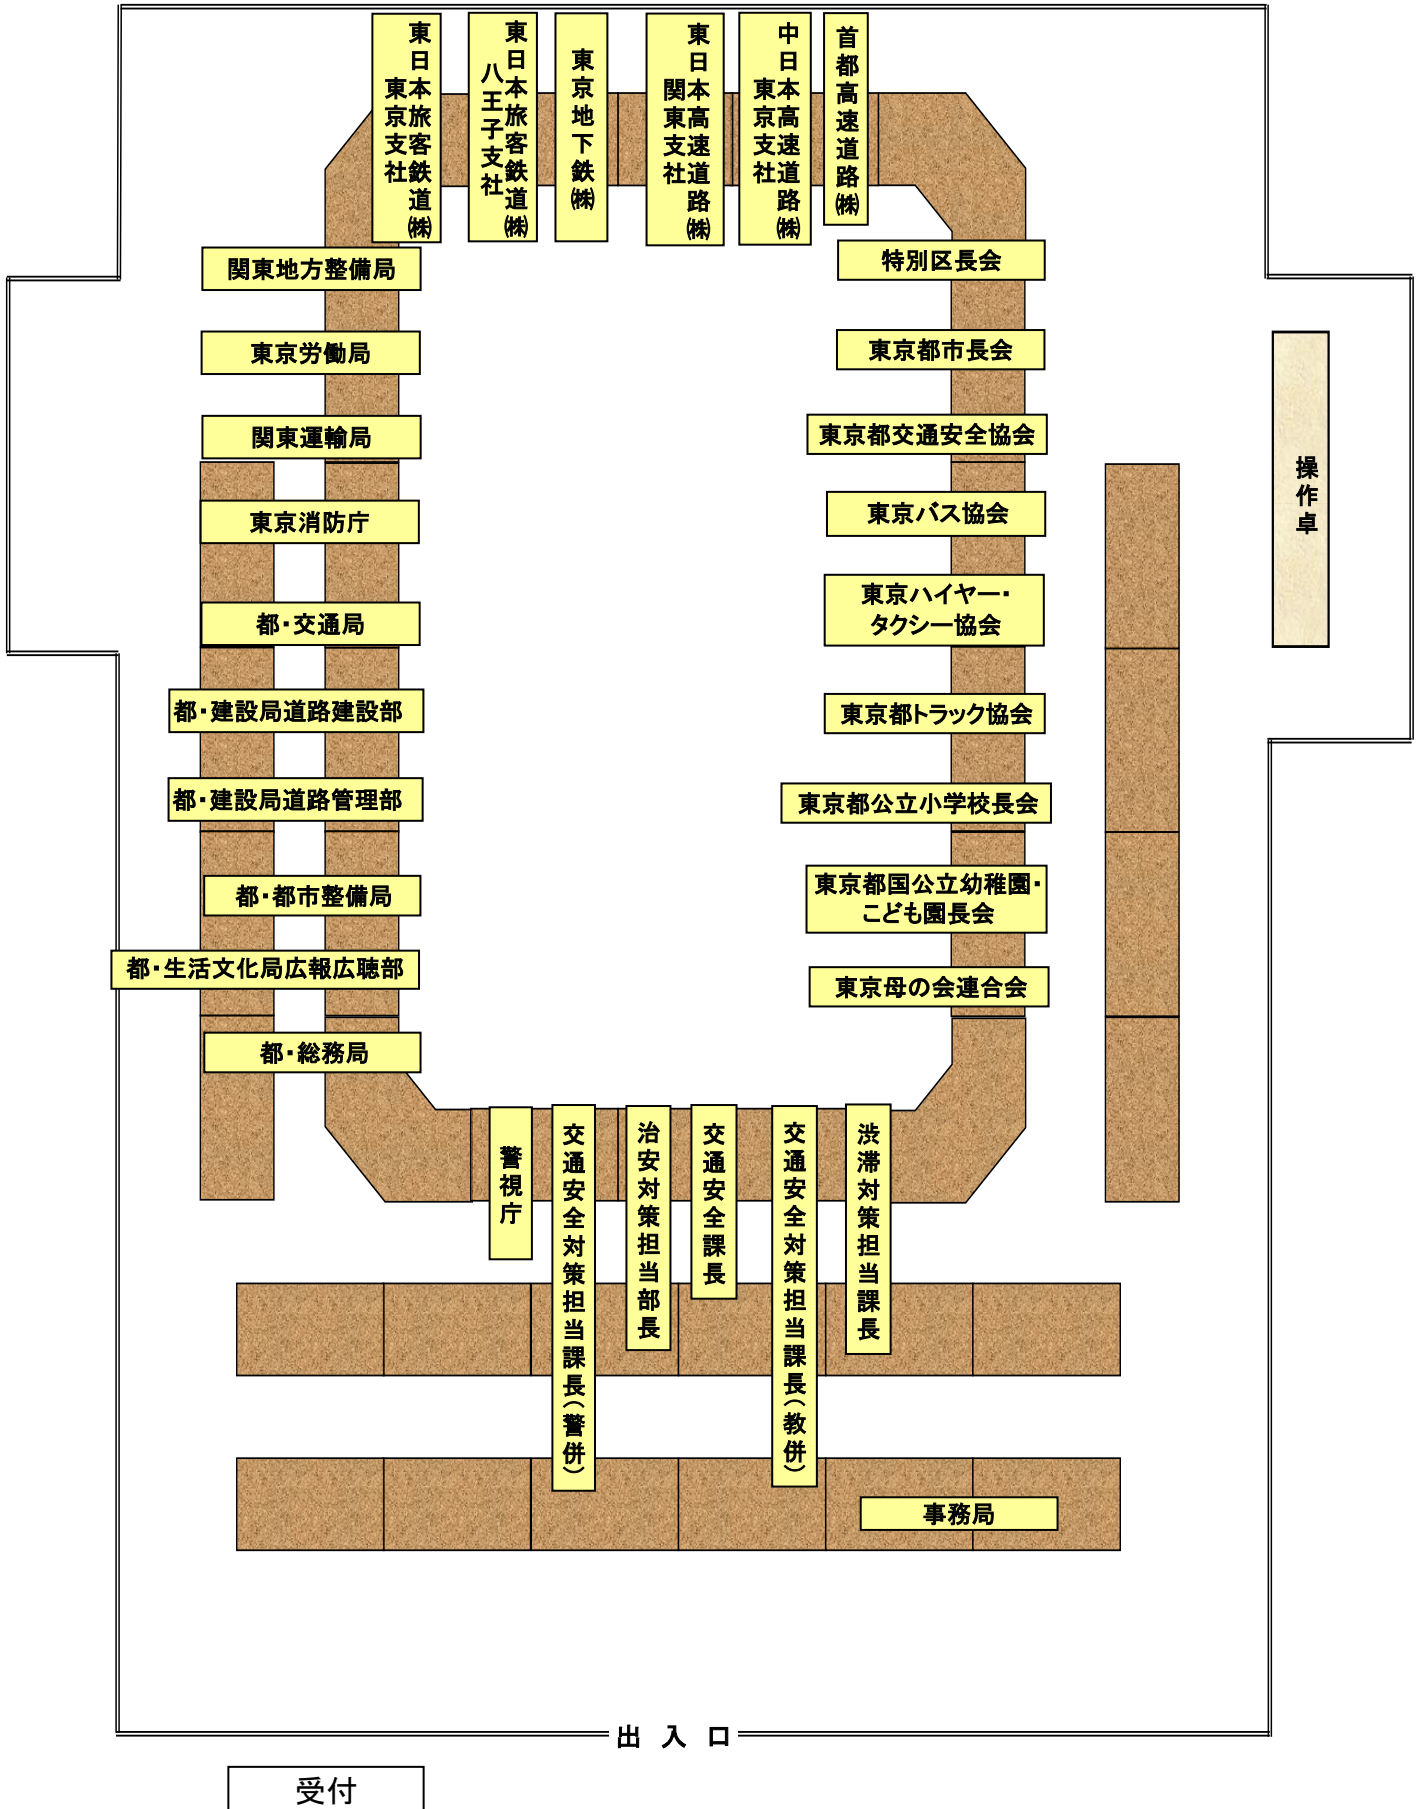 東日本旅客鉄道㈱
東京支社
東日本旅客鉄道㈱
八王子支社
東京地下鉄㈱
東日本高速道路㈱
関東支社
中日本高速道路㈱
東京支社
首都高速道路㈱
関東地方整備局
東京労働局
関東運輸局
東京消防庁
都・交通局
都・建設局道路建設部
都・建設局道路管理部
都・都市整備局
都・生活文化局広報広聴部
都・総務局
特別区長会
東京都市長会
東京都交通安全協会
東京バス協会
東京ハイヤー・
タクシー協会
東京都トラック協会
東京都公立小学校長会
東京都国公立幼稚園・
こども園長会
東京母の会連合会
操作卓
警視庁
交通安全対策担当課長（警併）
治安対策担当部長
交通安全課長
交通安全対策担当課長（教併）
渋滞対策担当課長
事務局
出 入 口
受付